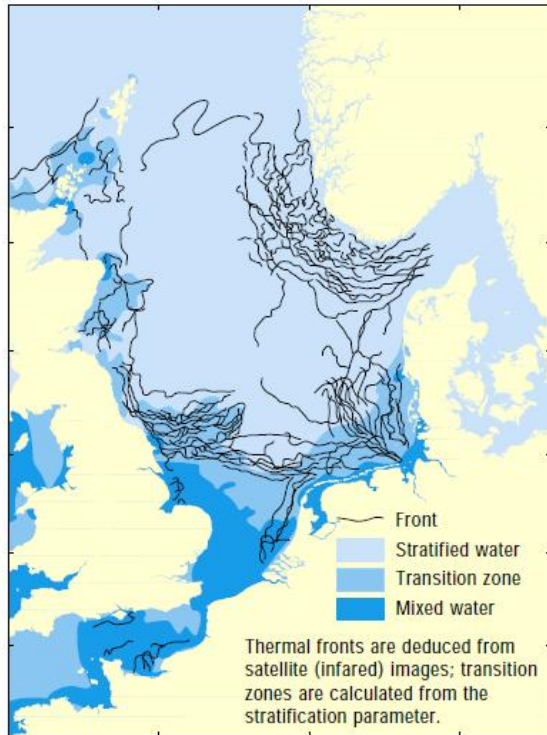 Front
Stratified water
Transition zone
Mixed water
Thermal fronts are deduced from
satellite (infared) images; transition
zones are calculated from the
stratification parameter.